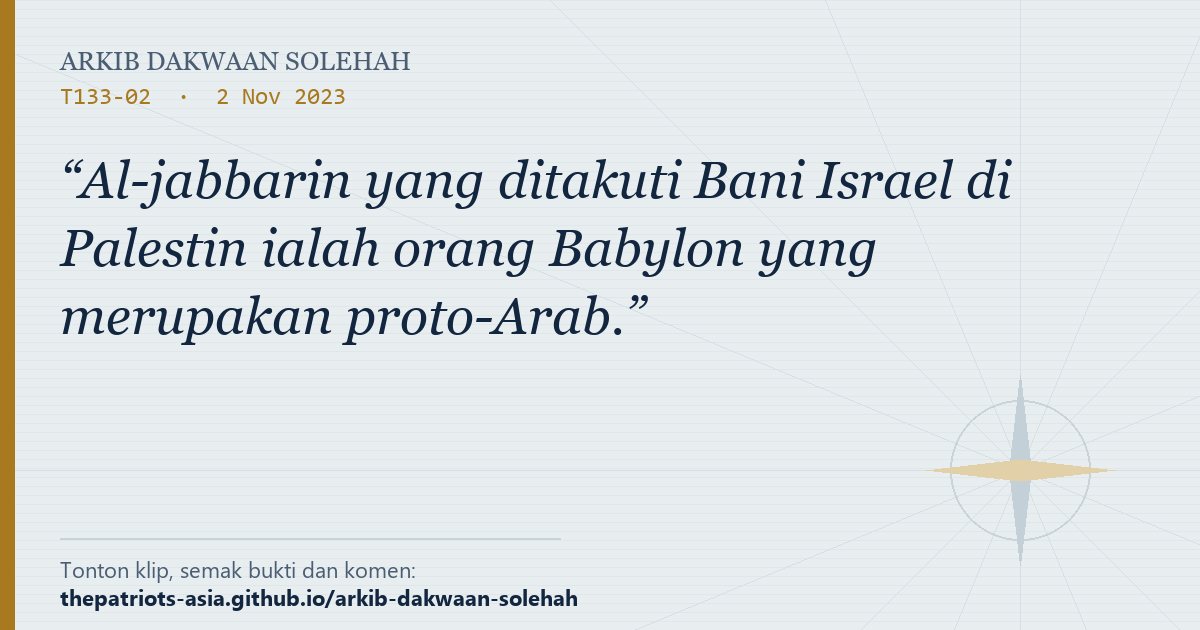 ARKIB DAKWAAN SOLEHAH
T133-02 · 2 Nov 2023
“Al-jabbarin yang ditakuti Bani Israel di
Palestin ialah orang Babylon yang
merupakan proto-Arab.”
Tonton klip, semak bukti dan komen:
thepatriots-asia.github.io/arkib-dakwaan-solehah